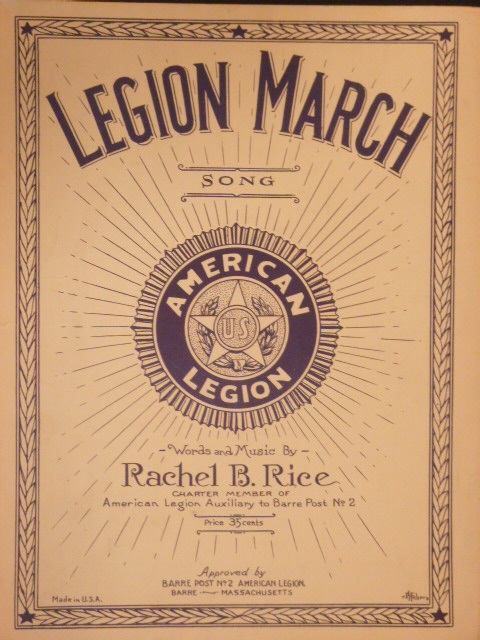 LEGION MARCH
SONG
AMERICAN
US
LEGION
-Words and Music By-
Rachel B. Rice
CHARTER MEMBER OF
American Legion Auxiliary to Barre Post No 2
Price 35 cents
Approved by
BARRE POST No 2 AMERICAN LEGION.
BARRE — MASSACHUSETTS
Made in U.S.A.